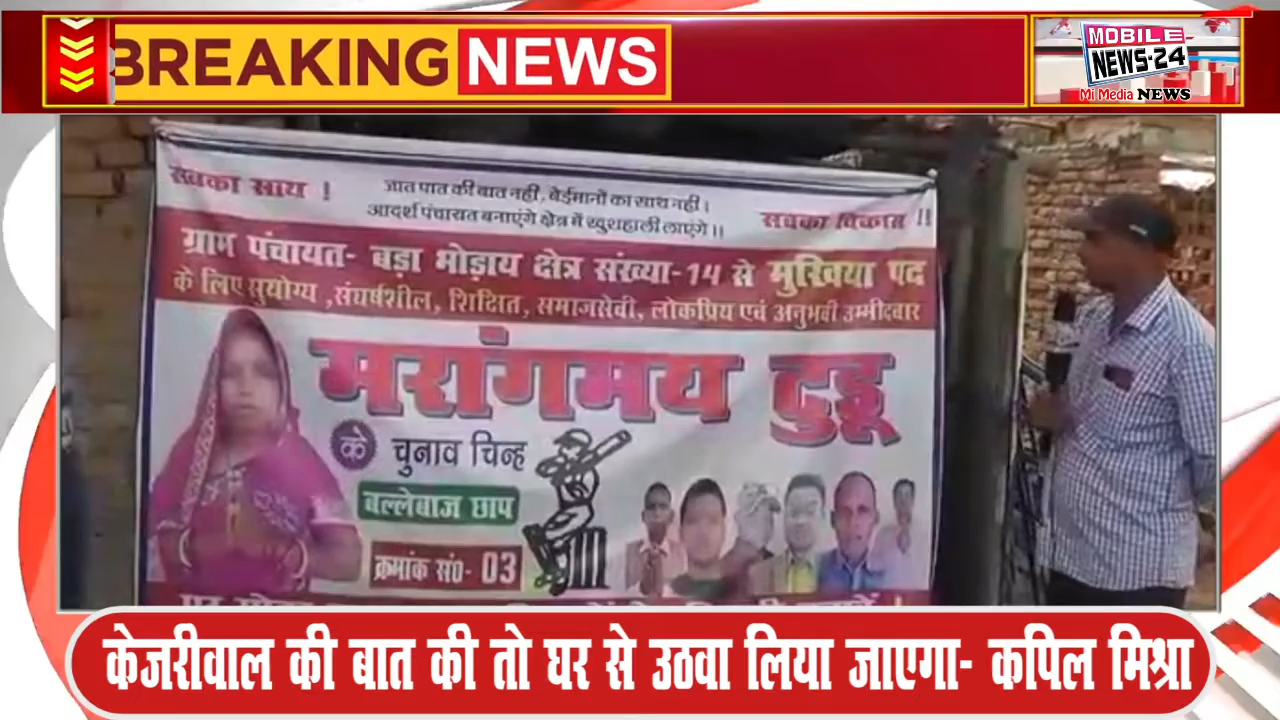 BREAKING NEWS
MOBILE
NEWS-24
Mi Media NEWS
सबका साथ !
जात पात की बात नहीं, बेईमानों का साथ नहीं।
आदर्श पंचायत बनाएंगे क्षेत्र में खुशहाली लाएंगे।।
सबका विकास !!
ग्राम पंचायत- बड़ा भोड़ाय क्षेत्र संख्या-14 से मुखिया पद
के लिए सुयोग्य ,संघर्षशील, शिक्षित, समाजसेवी, लोकप्रिय एवं अनुभवी उम्मीदवार
मरांगमय टुडू
के चुनाव चिन्ह
बल्लेबाज छाप
क्रमांक सं0- 03
केजरीवाल की बात की तो घर से उठवा लिया जाएगा- कपिल मिश्रा